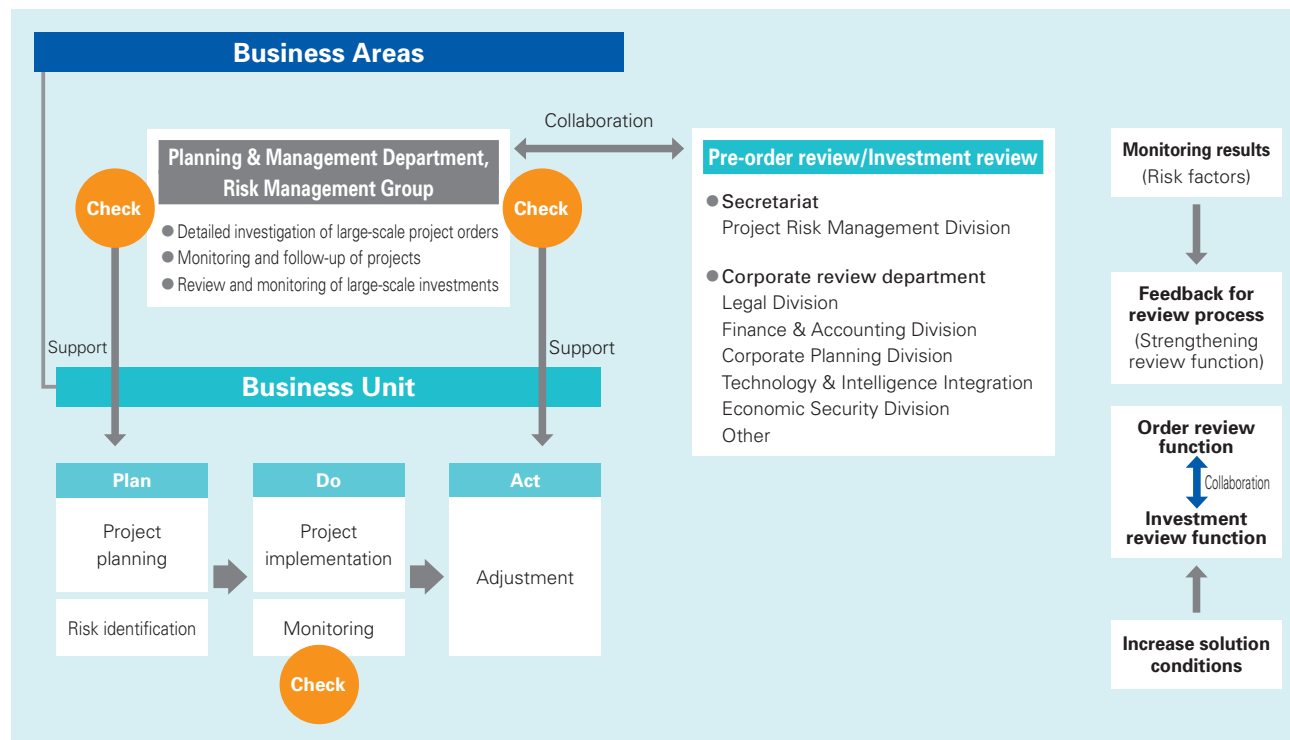 Business Areas
Collaboration
Planning & Management Department,
Risk Management Group
Check
Check
● Detailed investigation of large-scale project orders
● Monitoring and follow-up of projects
● Review and monitoring of large-scale investments
Support
Support
Business Unit
Plan
Project
planning
Risk identification
Do
Project
implementation
Monitoring
Check
Act
Adjustment
Pre-order review/Investment review
● Secretariat
Project Risk Management Division
● Corporate review department
Legal Division
Finance & Accounting Division
Corporate Planning Division
Technology & Intelligence Integration
Economic Security Division
Other
Monitoring results
(Risk factors)
Feedback for
review process
(Strengthening
review function)
Order review
function
Collaboration
Investment
review function
Increase solution
conditions